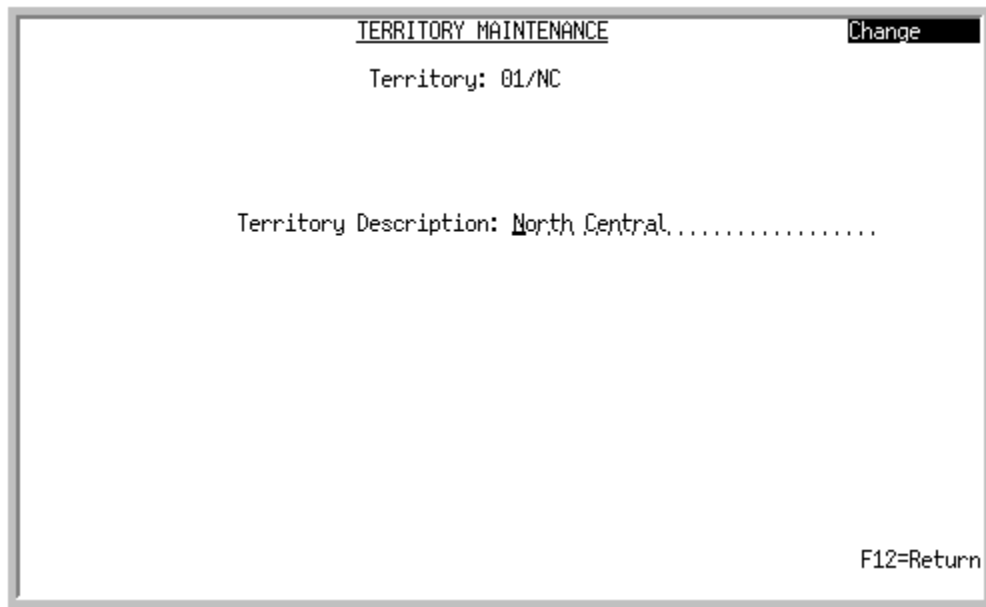 TERRITORY MAINTENANCE Change
Territory: 01/NC
Territory Description: North Central..................
F12=Return